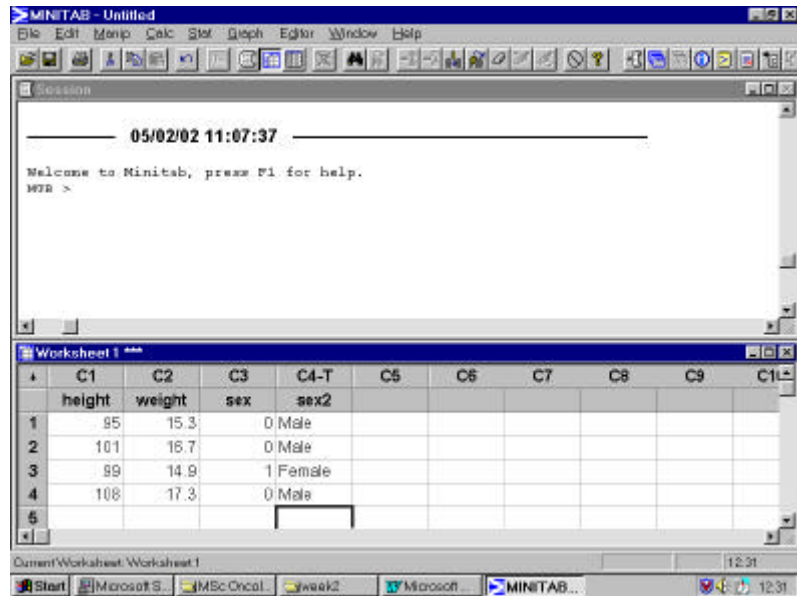 MINITAB - Untitled
File Edit Manip Calc Stat Graph Editor Window Help
Session
05/02/02 11:07:37
Welcome to Minitab, press F1 for help.
MTB >
Worksheet 1 ***
C1 C2 C3 C4-T C5 C6 C7 C8 C9 C10
height weight sex sex2
1 95 15.3 0 Male
2 101 16.7 0 Male
3 99 14.9 1 Female
4 108 17.3 0 Male
5
Current Worksheet: Worksheet 1 12:31
Start Microsoft S... MSc Oncol... week2 Microsoft ... MINITAB... 12:31